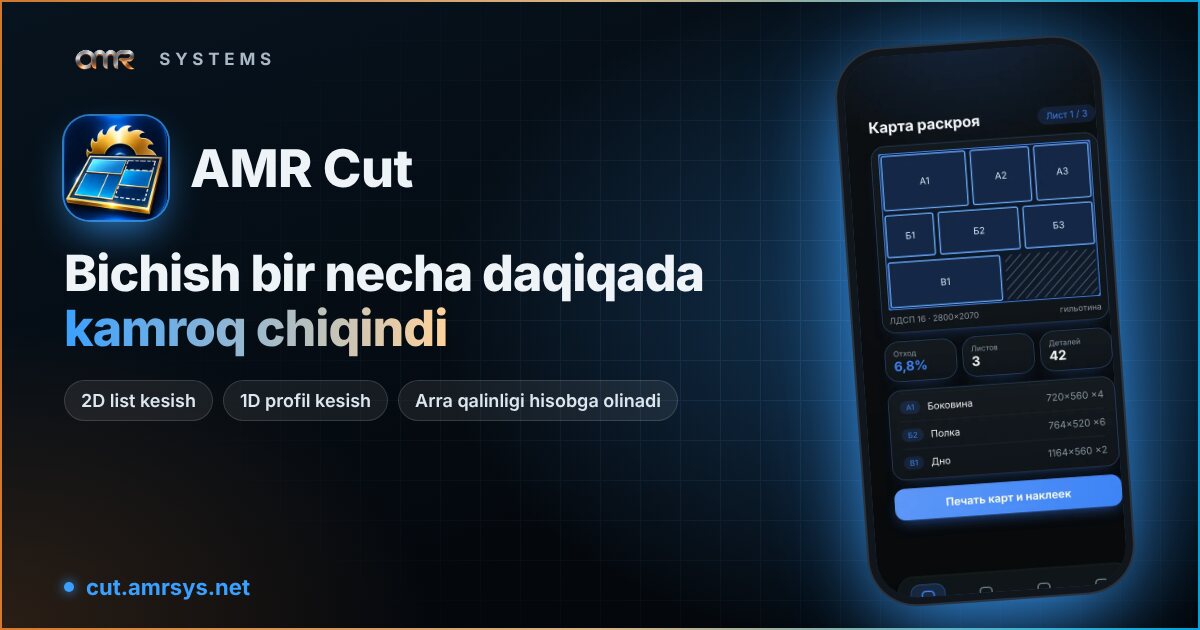 amr SYSTEMS
AMR Cut
Bichish bir necha daqiqada
kamroq chiqindi
2D list kesish
1D profil kesish
Arra qalinligi hisobga olinadi
cut.amrsys.net
Карта раскроя
Лист 1 / 3
А1
А2
А3
Б1
Б2
Б3
В1
ЛДСП 16 · 2800×2070
гильотина
Отход
6,8%
Листов
3
Деталей
42
А1 Боковина 720×560 ×4
Б2 Полка 764×520 ×6
В1 Дно 1164×560 ×2
Печать карт и наклеек